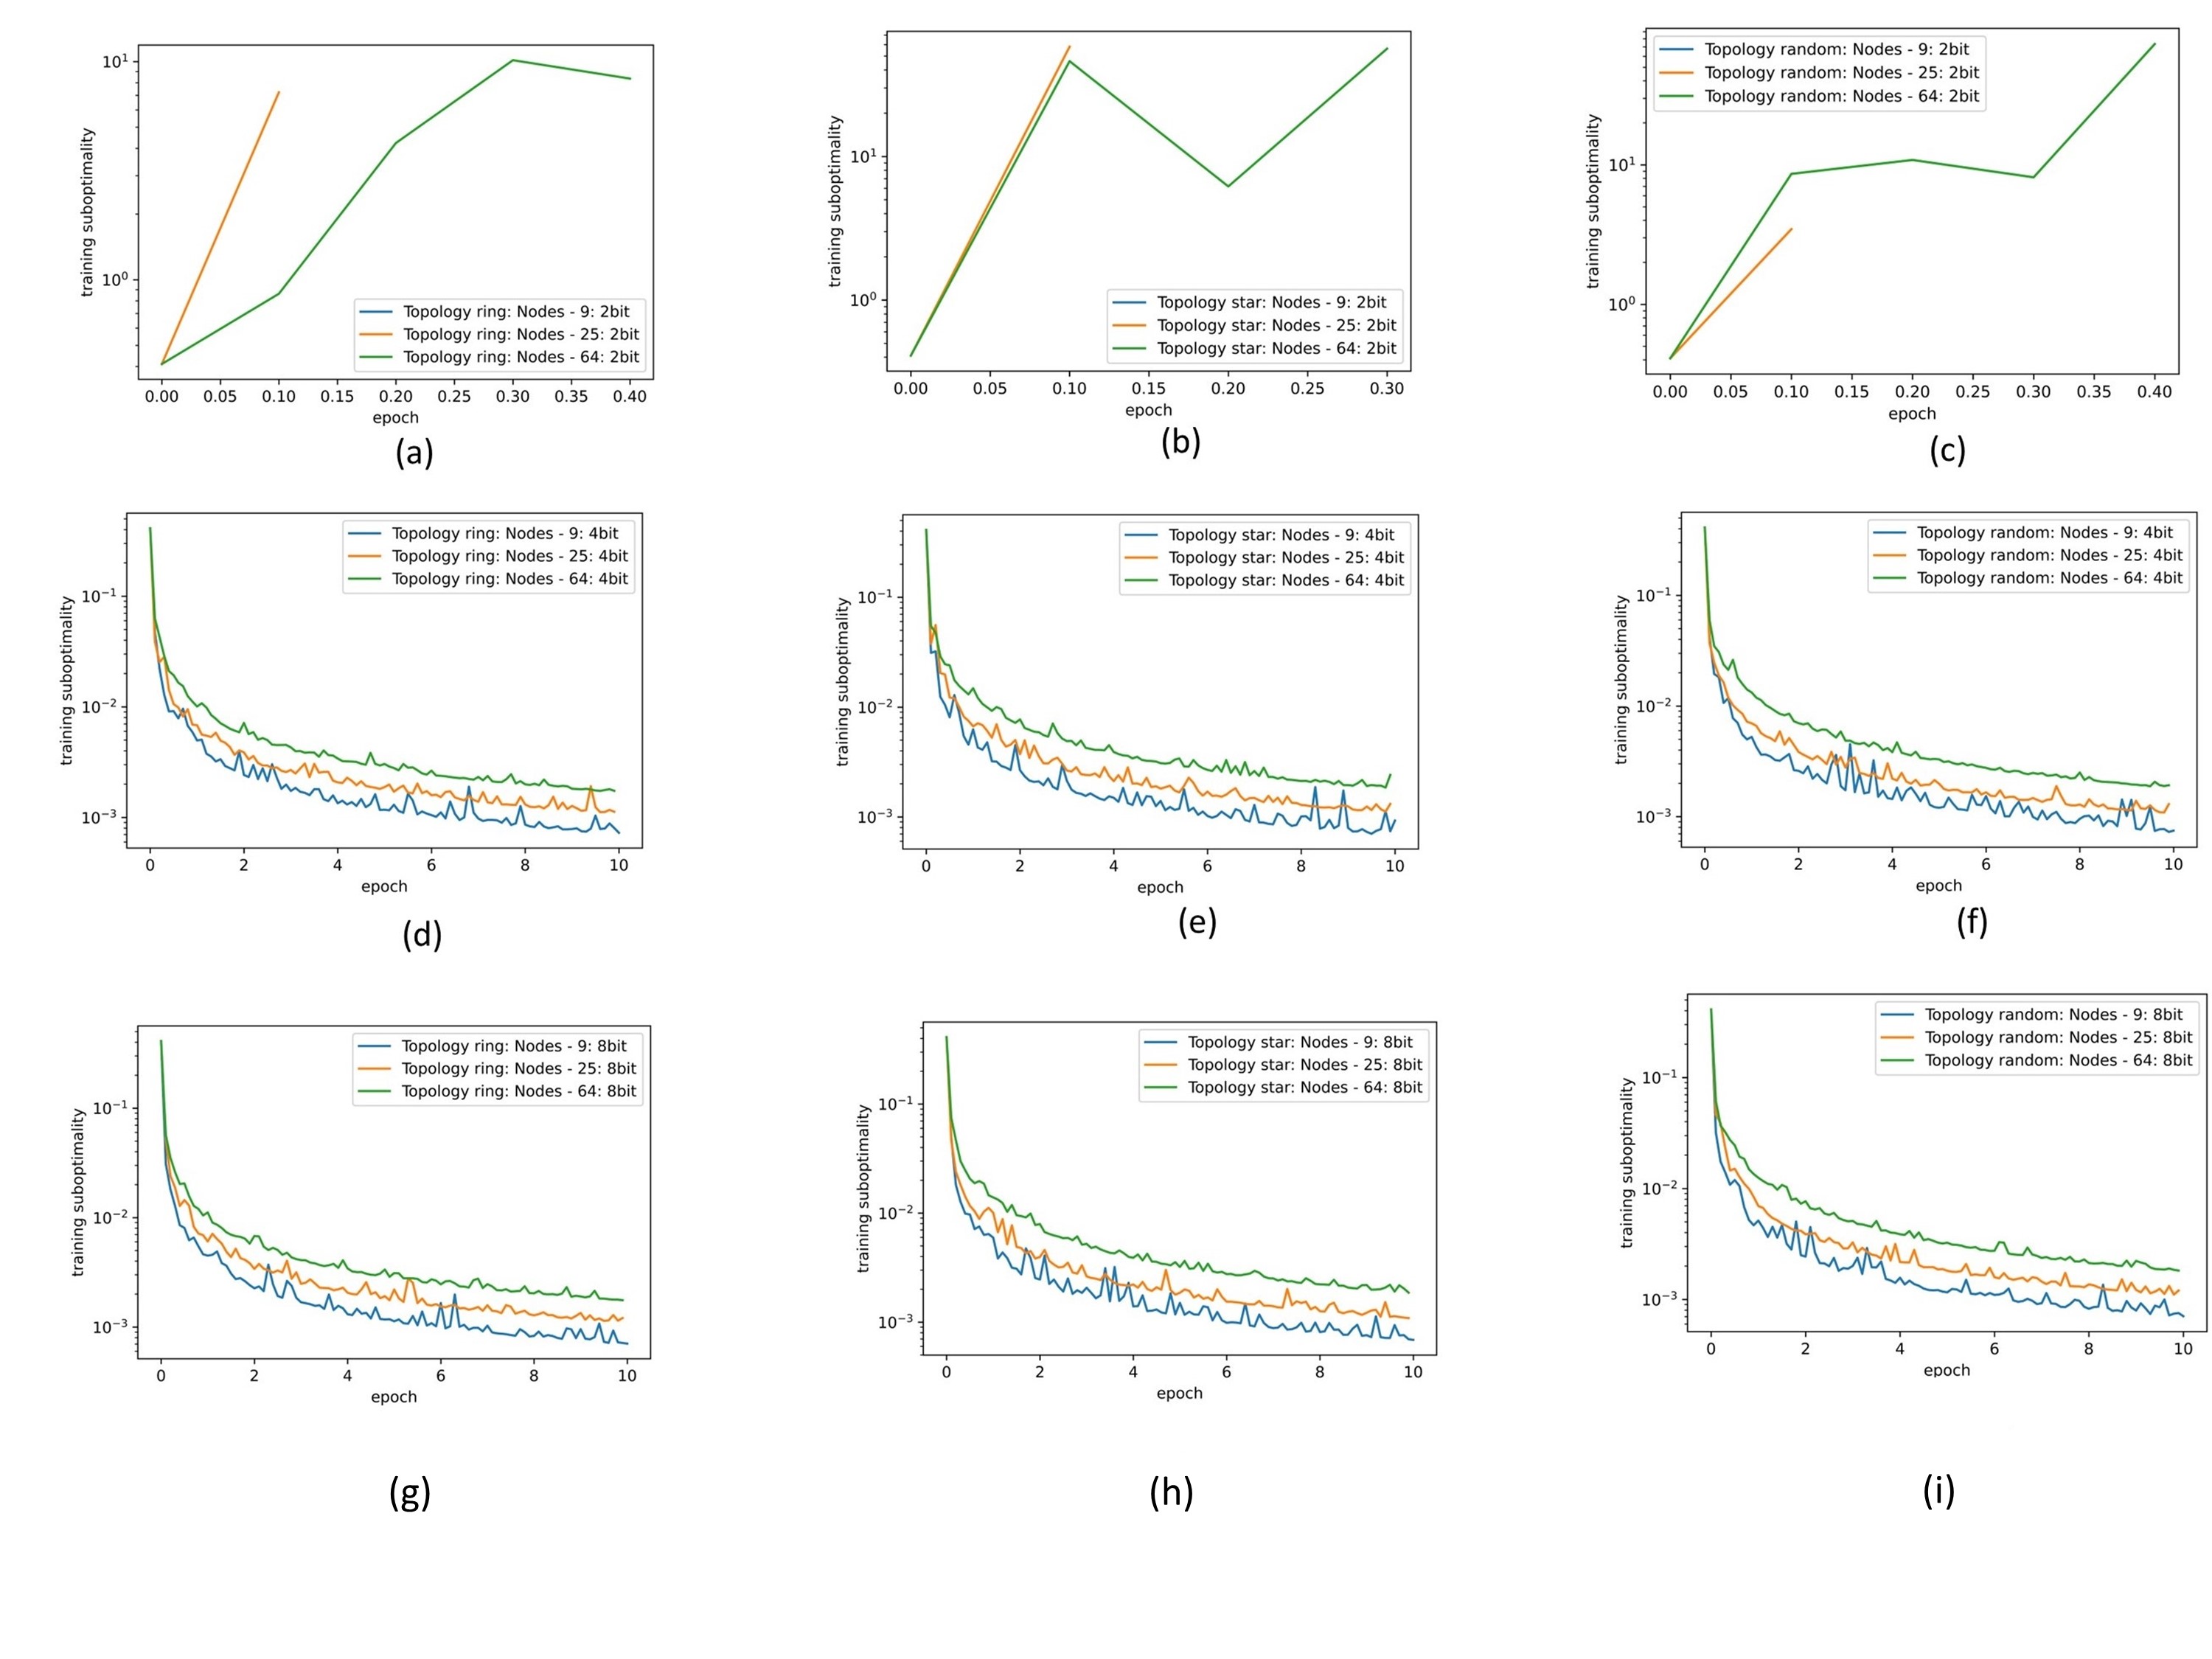 10¹
10⁰
training suboptimality
Topology ring: Nodes - 9: 2bit
Topology ring: Nodes - 25: 2bit
Topology ring: Nodes - 64: 2bit
0.00 0.05 0.10 0.15 0.20 0.25 0.30 0.35 0.40
epoch
(a)
10¹
10⁰
training suboptimality
Topology star: Nodes - 9: 2bit
Topology star: Nodes - 25: 2bit
Topology star: Nodes - 64: 2bit
0.00 0.05 0.10 0.15 0.20 0.25 0.30
epoch
(b)
Topology random: Nodes - 9: 2bit
Topology random: Nodes - 25: 2bit
Topology random: Nodes - 64: 2bit
10¹
10⁰
training suboptimality
0.00 0.05 0.10 0.15 0.20 0.25 0.30 0.35 0.40
epoch
(c)
Topology ring: Nodes - 9: 4bit
Topology ring: Nodes - 25: 4bit
Topology ring: Nodes - 64: 4bit
10⁻¹
10⁻²
10⁻³
training suboptimality
0 2 4 6 8 10
epoch
(d)
Topology star: Nodes - 9: 4bit
Topology star: Nodes - 25: 4bit
Topology star: Nodes - 64: 4bit
10⁻¹
10⁻²
10⁻³
training suboptimality
0 2 4 6 8 10
epoch
(e)
Topology random: Nodes - 9: 4bit
Topology random: Nodes - 25: 4bit
Topology random: Nodes - 64: 4bit
10⁻¹
10⁻²
10⁻³
training suboptimality
0 2 4 6 8 10
epoch
(f)
Topology ring: Nodes - 9: 8bit
Topology ring: Nodes - 25: 8bit
Topology ring: Nodes - 64: 8bit
10⁻¹
10⁻²
10⁻³
training suboptimality
0 2 4 6 8 10
epoch
(g)
Topology star: Nodes - 9: 8bit
Topology star: Nodes - 25: 8bit
Topology star: Nodes - 64: 8bit
10⁻¹
10⁻²
10⁻³
training suboptimality
0 2 4 6 8 10
epoch
(h)
Topology random: Nodes - 9: 8bit
Topology random: Nodes - 25: 8bit
Topology random: Nodes - 64: 8bit
10⁻¹
10⁻²
10⁻³
training suboptimality
0 2 4 6 8 10
epoch
(i)